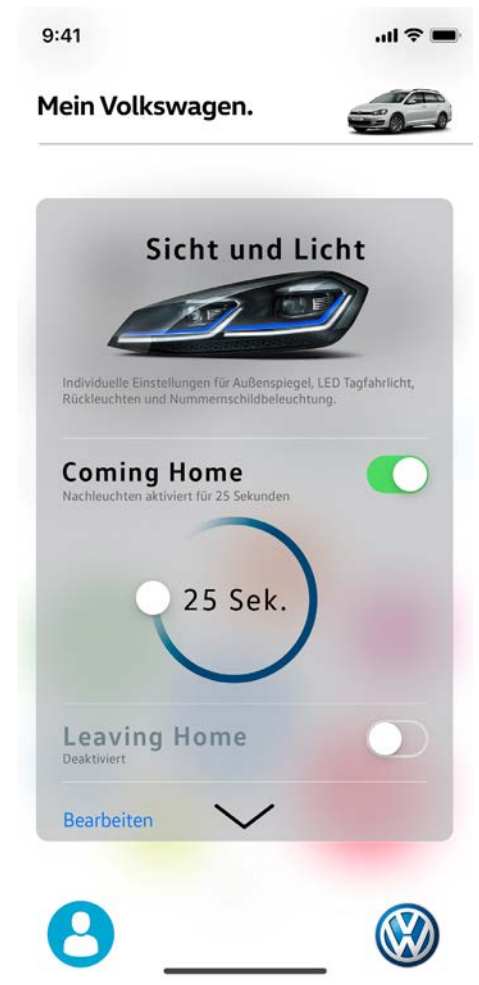 9:41
Mein Volkswagen.
Sicht und Licht
Individuelle Einstellungen für Außenspiegel, LED Tagfahrlicht,
Rückleuchten und Nummernschildbeleuchtung.
Coming Home
Nachleuchten aktiviert für 25 Sekunden
25 Sek.
Leaving Home
Deaktiviert
Bearbeiten